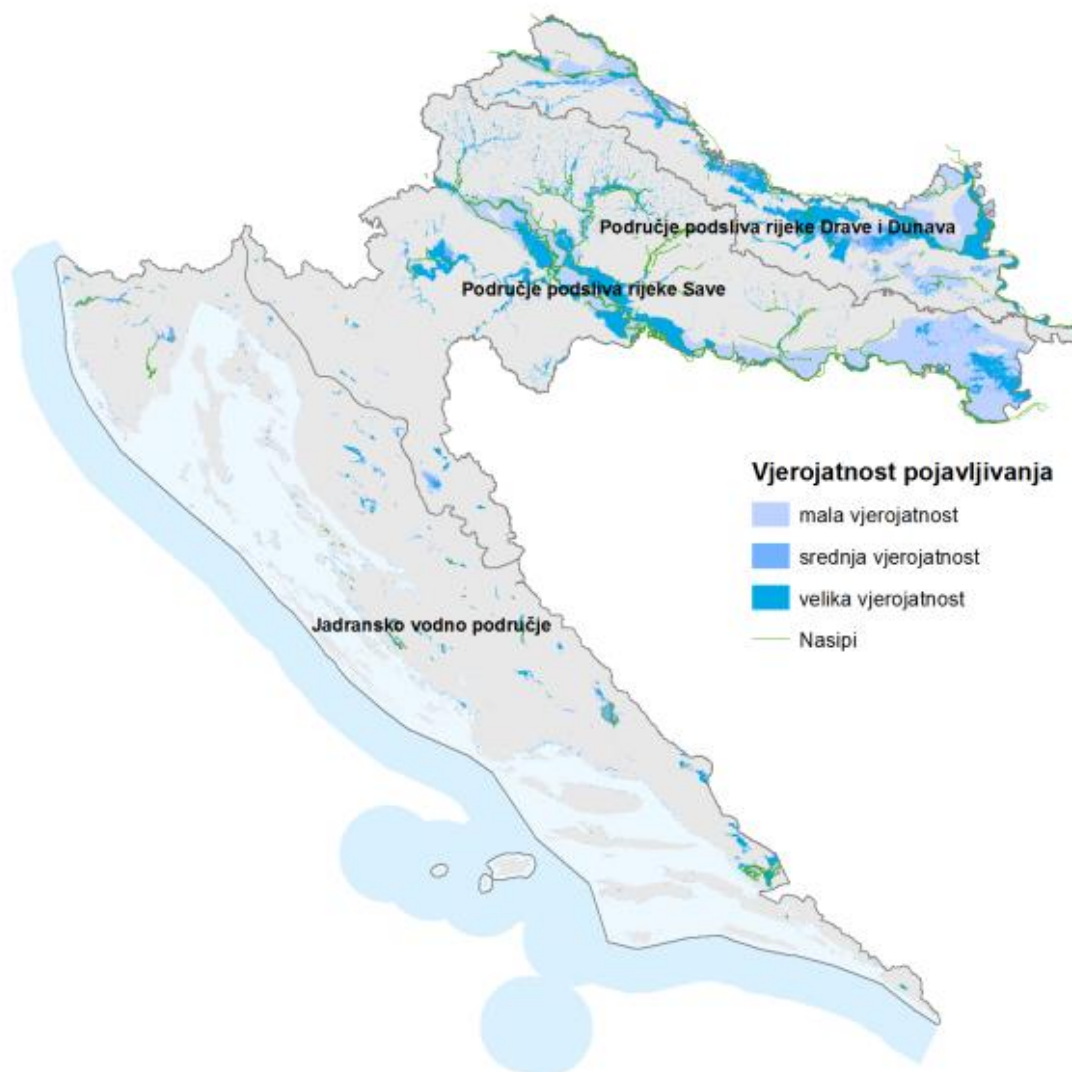 Područje podsliva rijeke Drave i Dunava
Područje podsliva rijeke Save
Vjerojatnost pojavljivanja
mala vjerojatnost
srednja vjerojatnost
velika vjerojatnost
Nasipi
Jadransko vodno područje